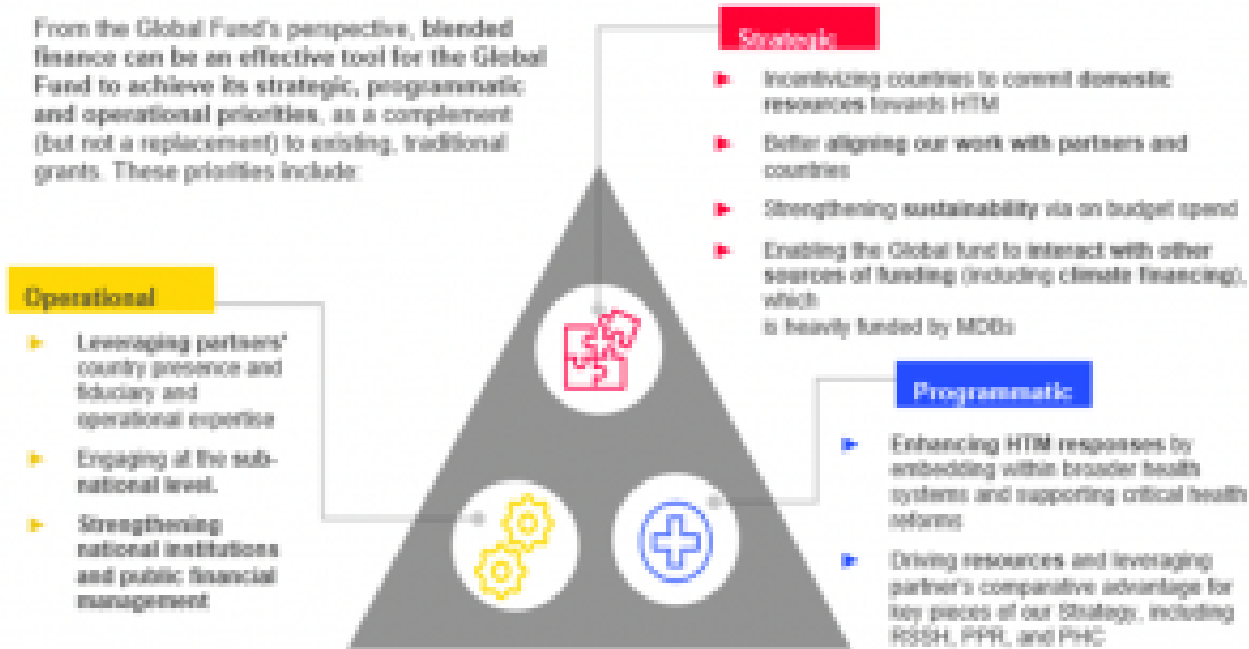 From the Global Fund's perspective, blended
finance can be an effective tool for the Global
Fund to achieve its strategic, programmatic
and operational priorities, as a complement
(but not a replacement) to existing, traditional
grants. These priorities include:
Strategic
Incentivizing countries to commit domestic
resources towards HTM
Better aligning our work with partners and
countries
Strengthening sustainability via on budget spend
Enabling the Global fund to interact with other
sources of funding (including climate financing),
which
is heavily funded by MDBs
Operational
Leveraging partners'
country presence and
fiduciary and
operational expertise
Engaging at the sub-
national level.
Strengthening
national institutions
and public financial
management
Programmatic
Enhancing HTM responses by
embedding within broader health
systems and supporting critical health
reforms
Driving resources and leveraging
partner's comparative advantage for
key pieces of our Strategy, including
RSSH, PPR, and PHC